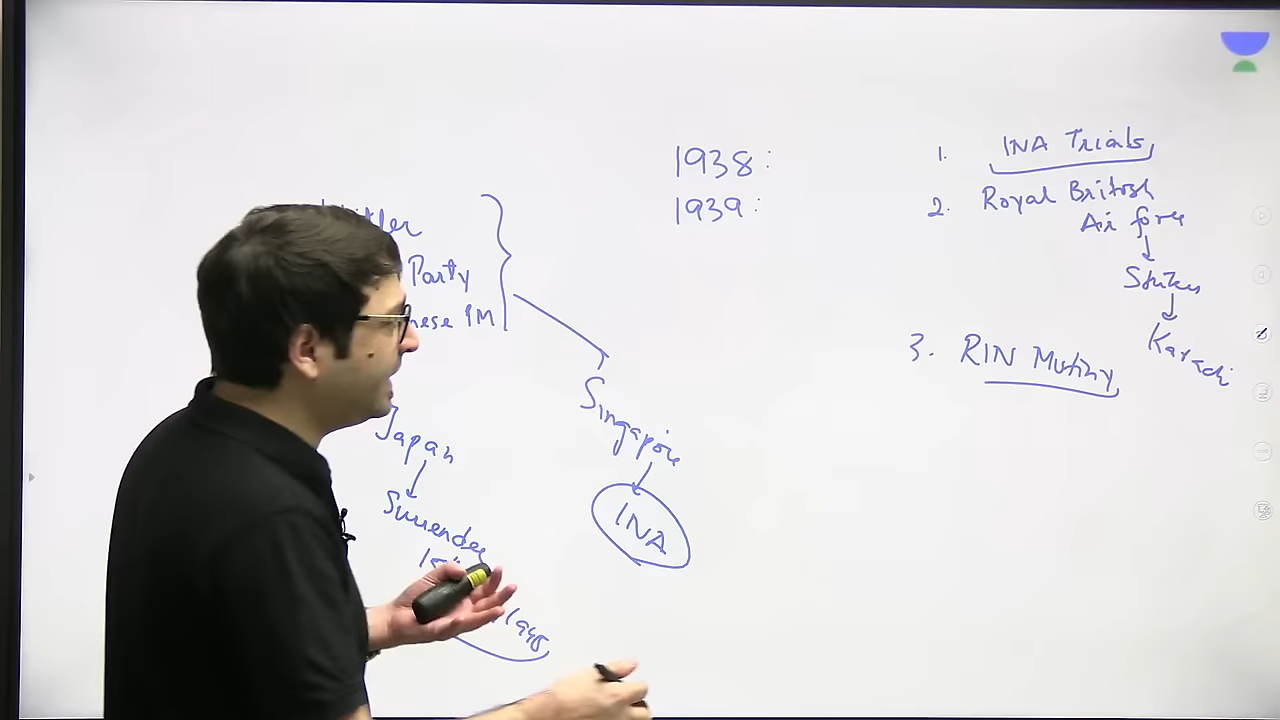 Party
PM
Singapore
INA
Japan
Surrender
1938:
1939:
1. INA Trials
2. Royal British
Air force
Strikes
Karachi
3. RIN Mutiny